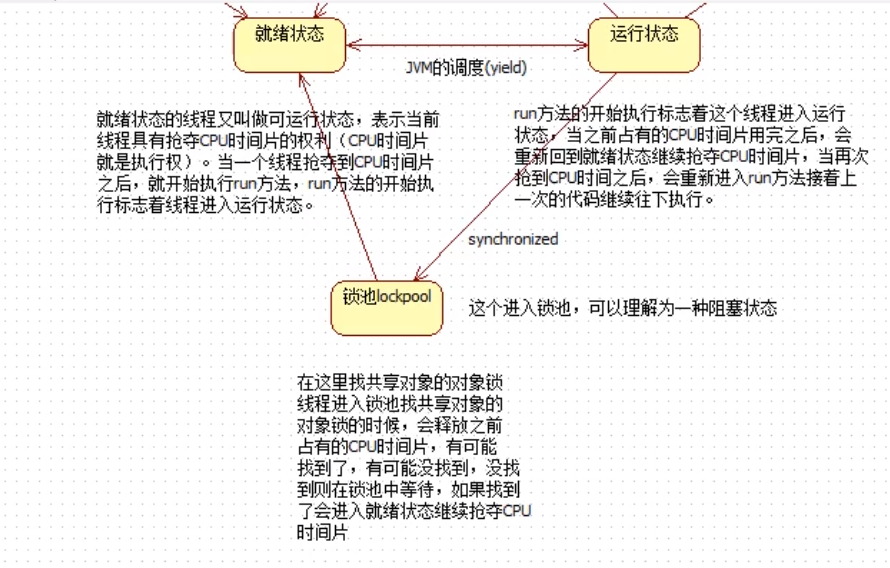 就绪状态
运行状态
JVM的调度(yield)
就绪状态的线程又叫做可运行状态，表示当前
线程具有抢夺CPU时间片的权利（CPU时间片
就是执行权）。当一个线程抢夺到CPU时间片
之后，就开始执行run方法，run方法的开始执
行标志着线程进入运行状态。
run方法的开始执行标志着这个线程进入运行
状态，当之前占有的CPU时间片用完之后，会
重新回到就绪状态继续抢夺CPU时间片，当再次
抢到CPU时间之后，会重新进入run方法接着上
一次的代码继续往下执行。
synchronized
锁池lockpool
这个进入锁池，可以理解为一种阻塞状态
在这里找共享对象的对象锁
线程进入锁池找共享对象的
对象锁的时候，会释放之前
占有的CPU时间片，有可能
找到了，有可能没找到，没找
到则在锁池中等待，如果找到
了会进入就绪状态继续抢夺CPU
时间片